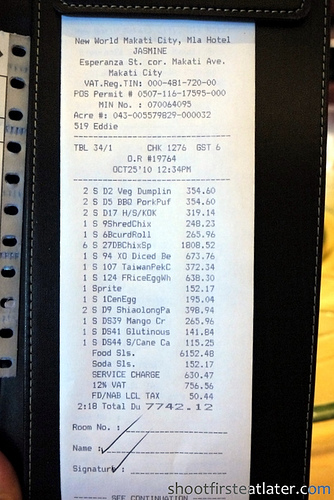 New World Makati City, Mla Hotel
JASMINE
Esperanza St. cor. Makati Ave.
Makati City
VAT.Reg.TIN: 000-481-720-00
POS Permit # 0507-116-17595-000
MIN No. : 070064095
Acre #: 043-005579829-000032
519 Eddie
TBL 34/1 CHK 1276 GST 6
O.R #19764
OCT25'10 12:34PM
2 S D2 Veg Dumplin 354.60
2 S D5 BBQ PorkPuf 354.60
2 S D17 H/S/KOK 319.14
1 S 9ShredChix 248.23
1 S 6BcurdRoll 265.96
6 S 27DBChixSp 1808.52
1 S 94 XO Diced Be 673.76
1 S 107 TaiwanPekC 372.34
1 S 124 FRiceEggWh 638.30
1 Sprite 152.17
1 S 1CenEgg 195.04
2 S D9 ShiaolongPa 398.94
1 S DS39 Mango Cr 265.96
1 S DS41 Glutinous 141.84
1 S DS44 S/Cane Ca 115.25
Food Sls. 6152.48
Soda Sls. 152.17
SERVICE CHARGE 630.47
12% VAT 756.56
FD/NAB LCL TAX 50.44
2:18 Total Du 7742.12
Room No. :
Name :
Signature :
SEE CONTINUATION
shootfirsteatlater.com